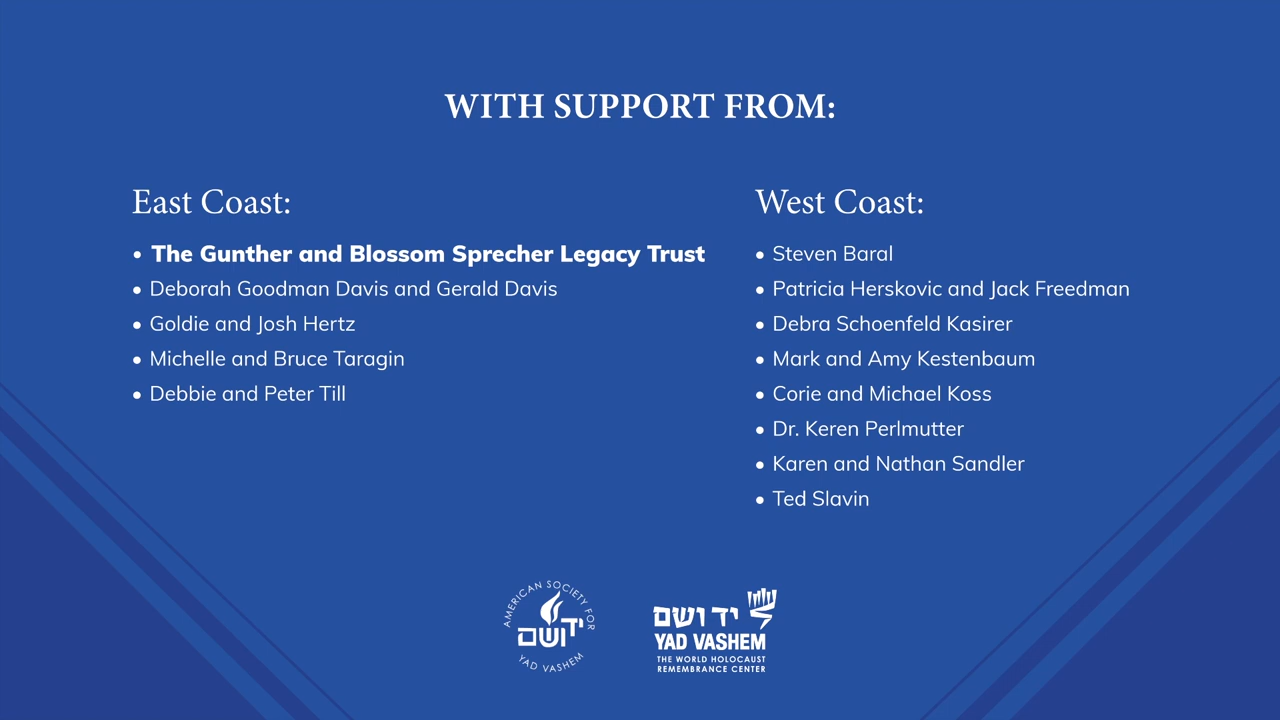 WITH SUPPORT FROM:
East Coast:
• The Gunther and Blossom Sprecher Legacy Trust
• Deborah Goodman Davis and Gerald Davis
• Goldie and Josh Hertz
• Michelle and Bruce Taragin
• Debbie and Peter Till
West Coast:
• Steven Baral
• Patricia Herskovic and Jack Freedman
• Debra Schoenfeld Kasirer
• Mark and Amy Kestenbaum
• Corie and Michael Koss
• Dr. Keren Perlmutter
• Karen and Nathan Sandler
• Ted Slavin
AMERICAN SOCIETY FOR
יד ושם
YAD VASHEM
יד ושם
YAD VASHEM
THE WORLD HOLOCAUST
REMEMBRANCE CENTER